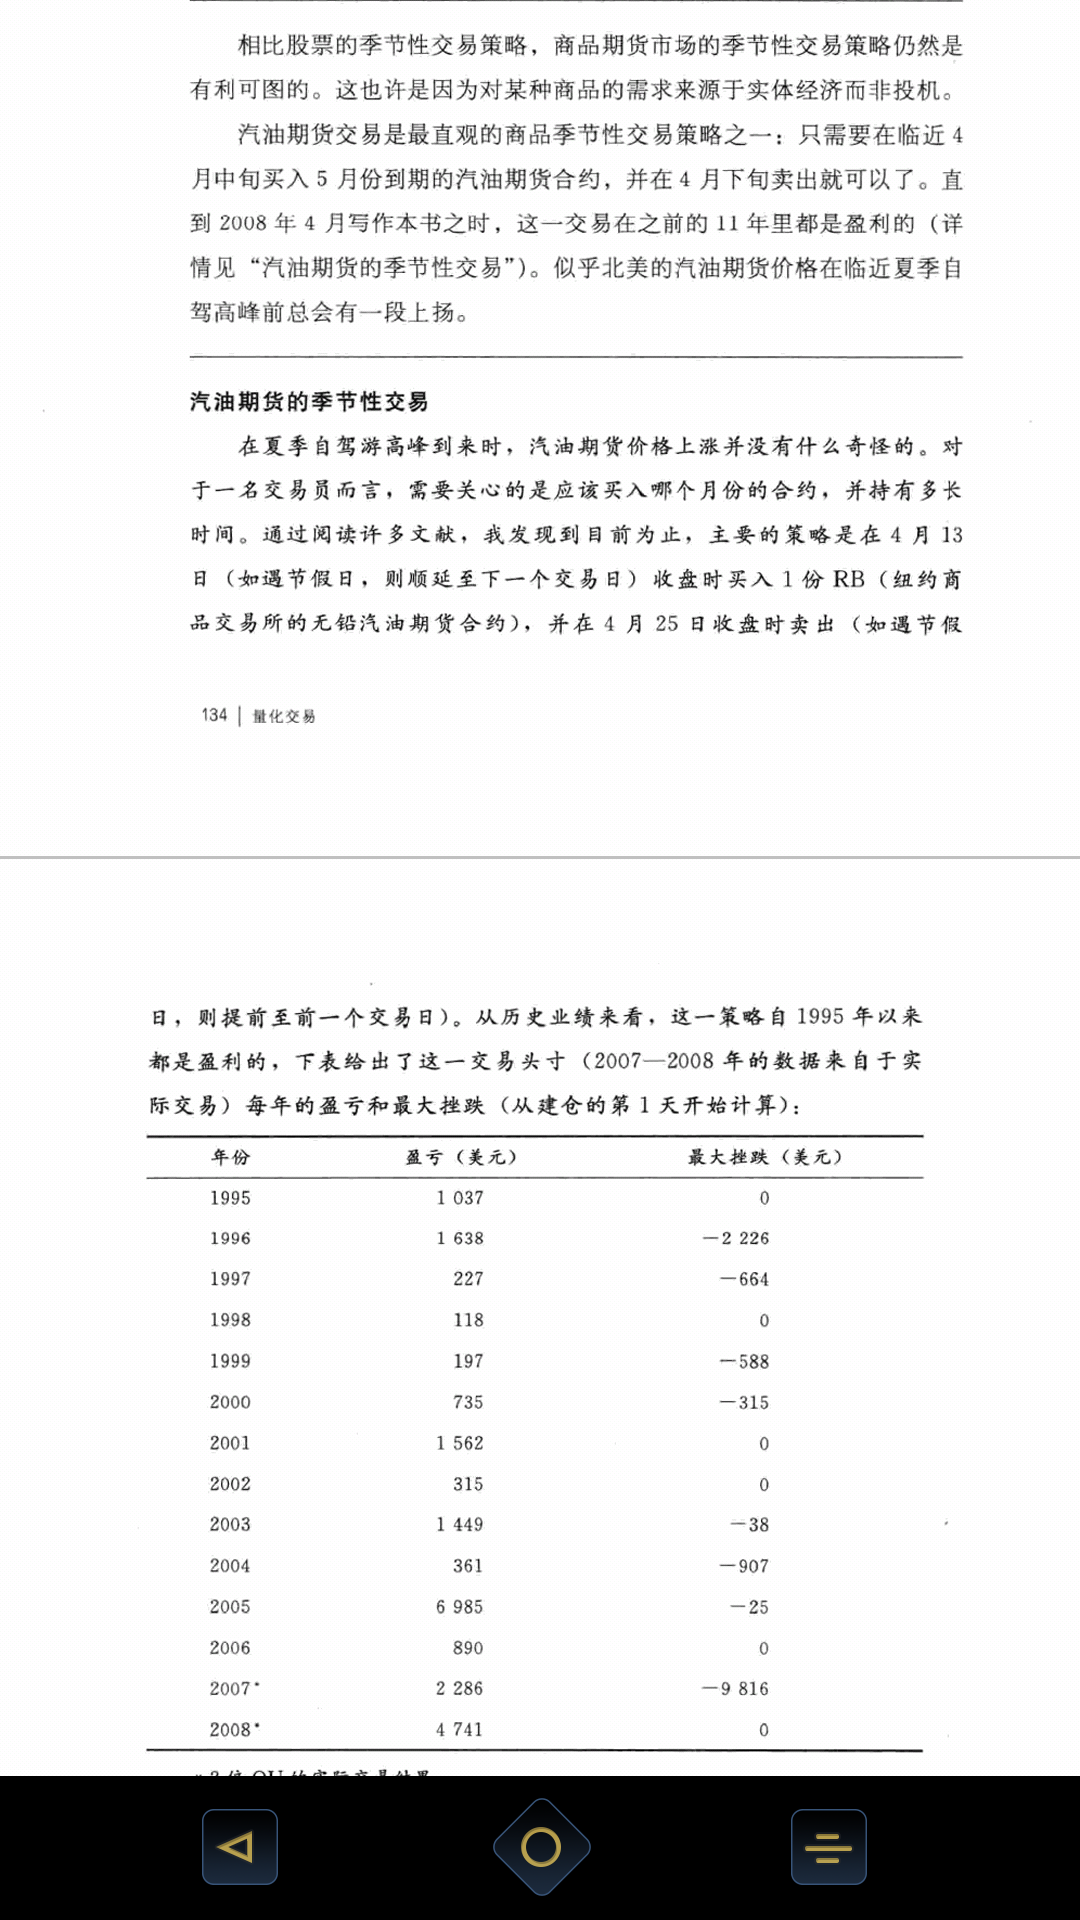 相比股票的季节性交易策略，商品期货市场的季节性交易策略仍然是
有利可图的。这也许是因为对某种商品的需求来源于实体经济而非投机。
汽油期货交易是最直观的商品季节性交易策略之一：只需要在临近 4
月中旬买入 5 月份到期的汽油期货合约，并在 4 月下旬卖出就可以了。直
到 2008 年 4 月写作本书之时，这一交易在之前的 11 年里都是盈利的（详
情见“汽油期货的季节性交易”）。似乎北美的汽油期货价格在临近夏季自
驾高峰前总会有一段上扬。
汽油期货的季节性交易
在夏季自驾游高峰到来时，汽油期货价格上涨并没有什么奇怪的。对
于一名交易员而言，需要关心的是应该买入哪个月份的合约，并持有多长
时间。通过阅读许多文献，我发现到目前为止，主要的策略是在 4 月 13
日（如遇节假日，则顺延至下一个交易日）收盘时买入 1 份 RB（纽约商
品交易所的无铅汽油期货合约），并在 4 月 25 日收盘时卖出（如遇节假
134 | 量化交易
日，则提前至前一个交易日）。从历史业绩来看，这一策略自 1995 年以来
都是盈利的，下表给出了这一交易头寸（2007—2008 年的数据来自于实
际交易）每年的盈亏和最大挫跌（从建仓的第 1 天开始计算）：
年份 盈亏（美元） 最大挫跌（美元）
1995 1 037 0
1996 1 638 —2 226
1997 227 —664
1998 118 0
1999 197 —588
2000 735 —315
2001 1 562 0
2002 315 0
2003 1 449 —38
2004 361 —907
2005 6 985 —25
2006 890 0
2007* 2 286 —9 816
2008* 4 741 0